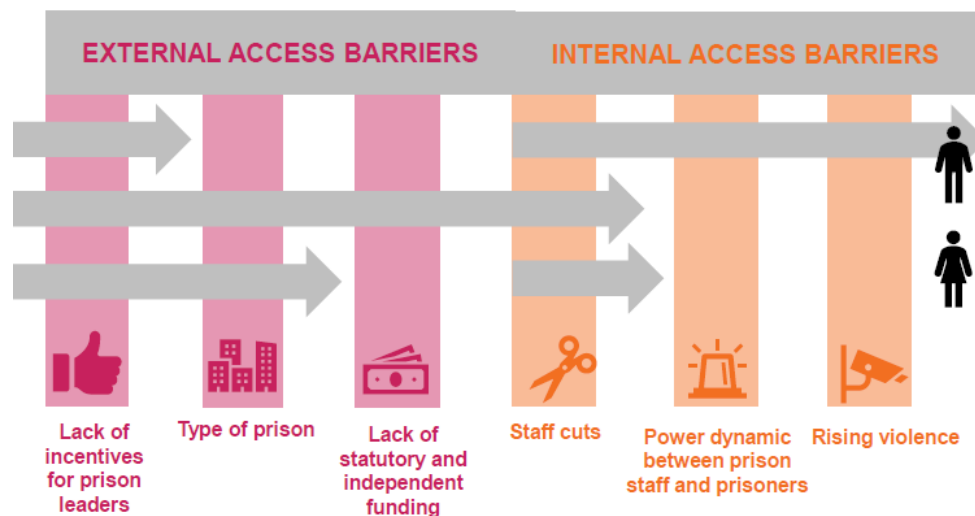 EXTERNAL ACCESS BARRIERS
INTERNAL ACCESS BARRIERS
Lack of
incentives
for prison
leaders
Type of prison
Lack of
statutory and
independent
funding
Staff cuts
Power dynamic
between prison
staff and prisoners
Rising violence